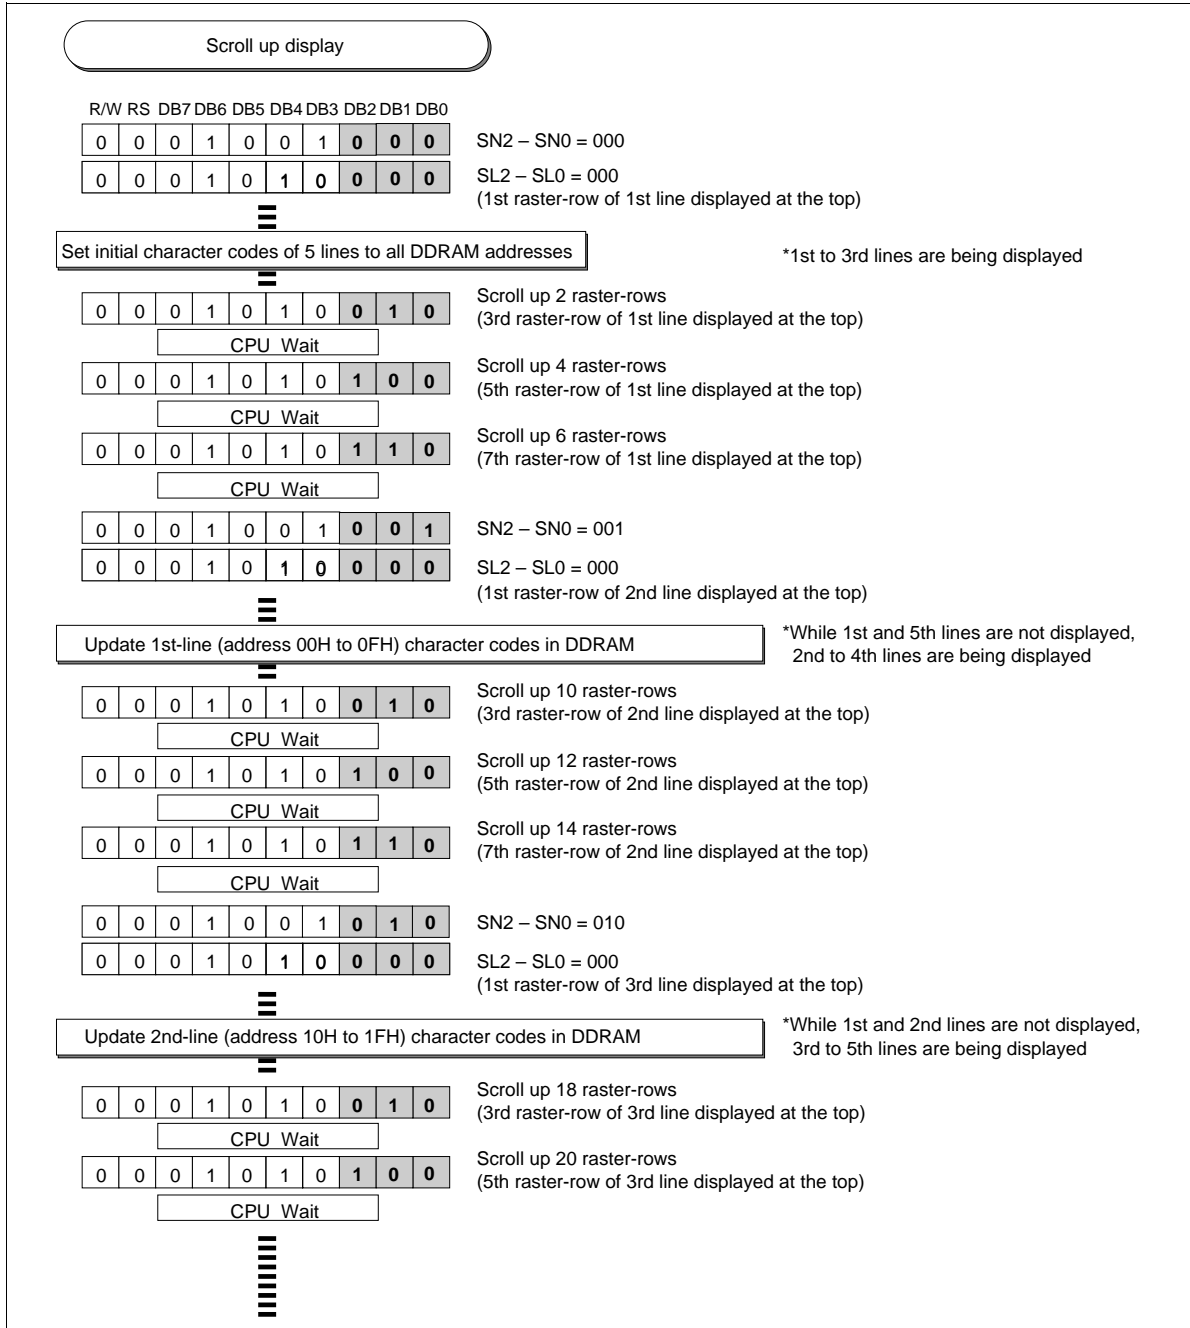 Scroll up display
R/W RS DB7 DB6 DB5 DB4 DB3 DB2 DB1 DB0
0 0 0 1 0 0 1 0 0 0 SN2 – SN0 = 000
0 0 0 1 0 1 0 0 0 0 SL2 – SL0 = 000
(1st raster-row of 1st line displayed at the top)
Set initial character codes of 5 lines to all DDRAM addresses *1st to 3rd lines are being displayed
Scroll up 2 raster-rows
0 0 0 1 0 1 0 0 1 0 (3rd raster-row of 1st line displayed at the top)
CPU Wait
Scroll up 4 raster-rows
0 0 0 1 0 1 0 1 0 0 (5th raster-row of 1st line displayed at the top)
CPU Wait
Scroll up 6 raster-rows
0 0 0 1 0 1 0 1 1 0 (7th raster-row of 1st line displayed at the top)
CPU Wait
0 0 0 1 0 0 1 0 0 1 SN2 – SN0 = 001
0 0 0 1 0 1 0 0 0 0 SL2 – SL0 = 000
(1st raster-row of 2nd line displayed at the top)
Update 1st-line (address 00H to 0FH) character codes in DDRAM
*While 1st and 5th lines are not displayed,
2nd to 4th lines are being displayed
Scroll up 10 raster-rows
0 0 0 1 0 1 0 0 1 0 (3rd raster-row of 2nd line displayed at the top)
CPU Wait
Scroll up 12 raster-rows
0 0 0 1 0 1 0 1 0 0 (5th raster-row of 2nd line displayed at the top)
CPU Wait
Scroll up 14 raster-rows
0 0 0 1 0 1 0 1 1 0 (7th raster-row of 2nd line displayed at the top)
CPU Wait
0 0 0 1 0 0 1 0 1 0 SN2 – SN0 = 010
0 0 0 1 0 1 0 0 0 0 SL2 – SL0 = 000
(1st raster-row of 3rd line displayed at the top)
Update 2nd-line (address 10H to 1FH) character codes in DDRAM
*While 1st and 2nd lines are not displayed,
3rd to 5th lines are being displayed
Scroll up 18 raster-rows
0 0 0 1 0 1 0 0 1 0 (3rd raster-row of 3rd line displayed at the top)
CPU Wait
Scroll up 20 raster-rows
0 0 0 1 0 1 0 1 0 0 (5th raster-row of 3rd line displayed at the top)
CPU Wait